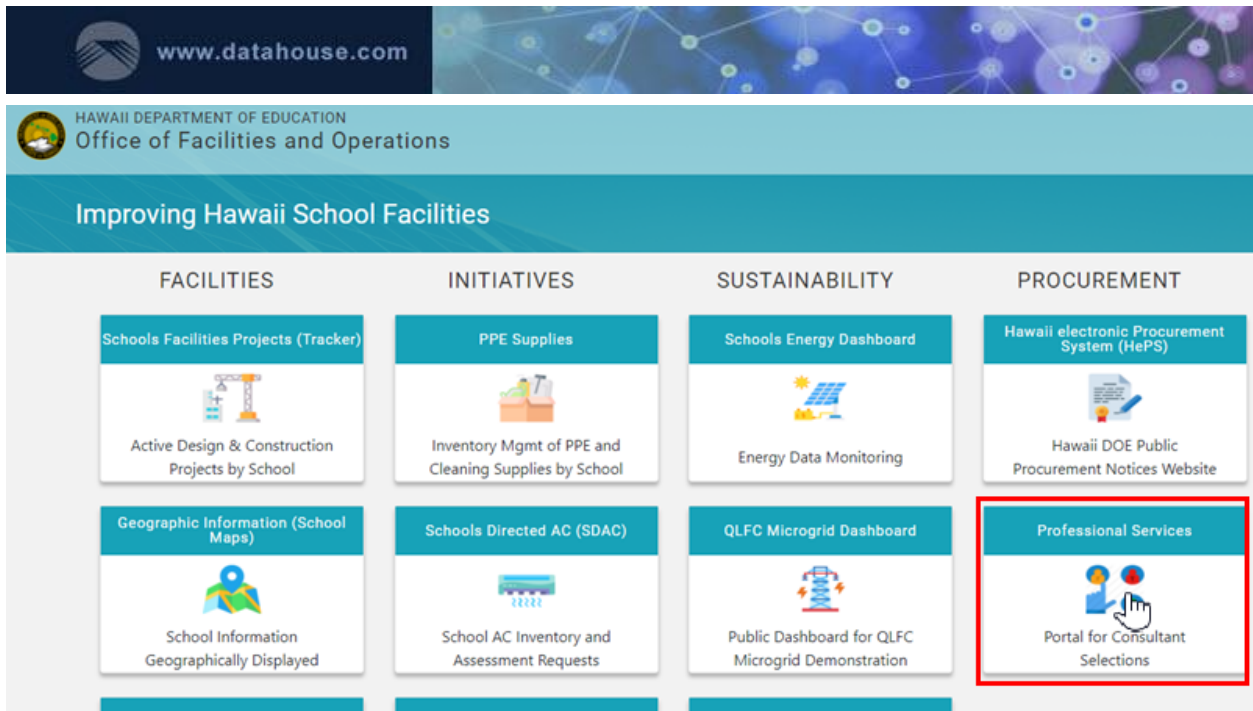 www.datahouse.com
HAWAII DEPARTMENT OF EDUCATION
Office of Facilities and Operations
Improving Hawaii School Facilities
FACILITIES
Schools Facilities Projects (Tracker)
Active Design & Construction
Projects by School
Geographic Information (School
Maps)
School Information
Geographically Displayed
INITIATIVES
PPE Supplies
Inventory Mgmt of PPE and
Cleaning Supplies by School
Schools Directed AC (SDAC)
School AC Inventory and
Assessment Requests
SUSTAINABILITY
Schools Energy Dashboard
Energy Data Monitoring
QLFC Microgrid Dashboard
Public Dashboard for QLFC
Microgrid Demonstration
PROCUREMENT
Hawaii electronic Procurement
System (HePS)
Hawaii DOE Public
Procurement Notices Website
Professional Services
Portal for Consultant
Selections